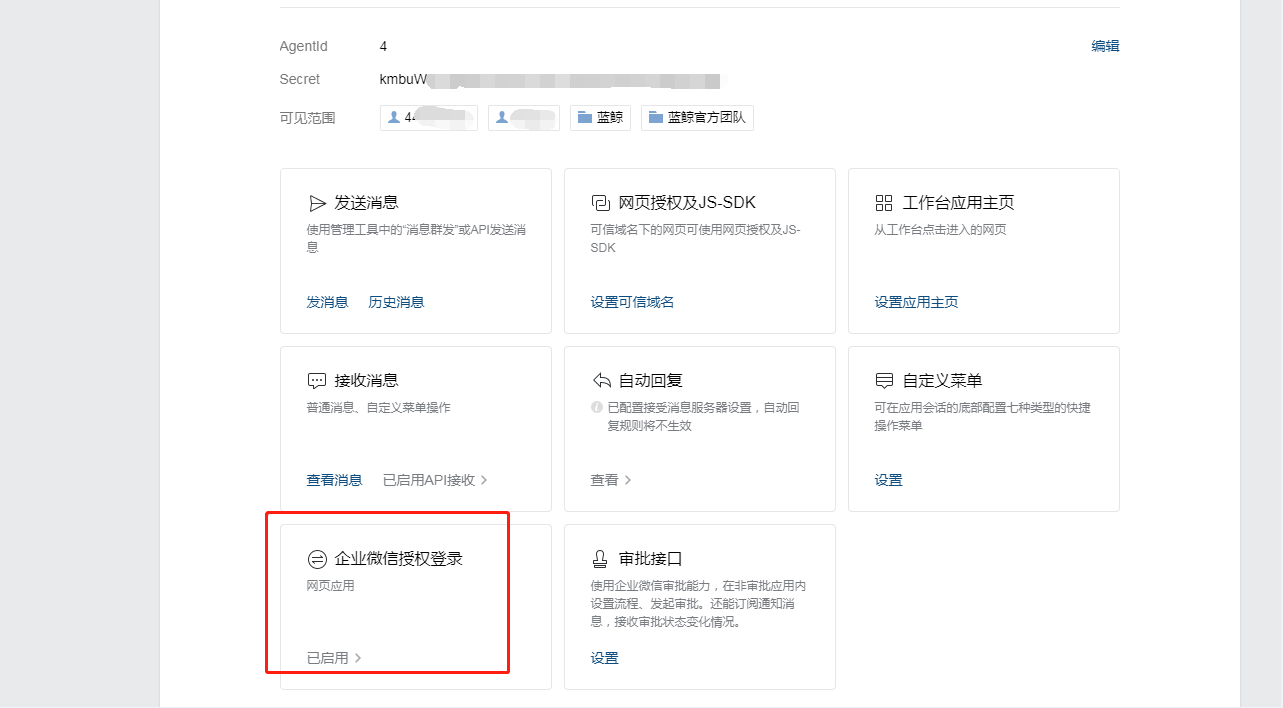 AgentId 4 编辑
Secret kmbuW
可见范围 44 蓝鲸 蓝鲸官方团队
发送消息
使用管理工具中的“消息群发”或API发送消
息
发消息 历史消息
网页授权及JS-SDK
可信域名下的网页可使用网页授权及JS-
SDK
设置可信域名
工作台应用主页
从工作台点击进入的网页
设置应用主页
接收消息
普通消息、自定义菜单操作
查看消息 已启用API接收
自动回复
已配置接受消息服务器设置，自动回
复规则将不生效
查看
自定义菜单
可在应用会话的底部配置七种类型的快捷
操作菜单
设置
企业微信授权登录
网页应用
已启用
审批接口
使用企业微信审批能力，在非审批应用内
设置流程、发起审批。还能订阅通知消
息，接收审批状态变化情况。
设置